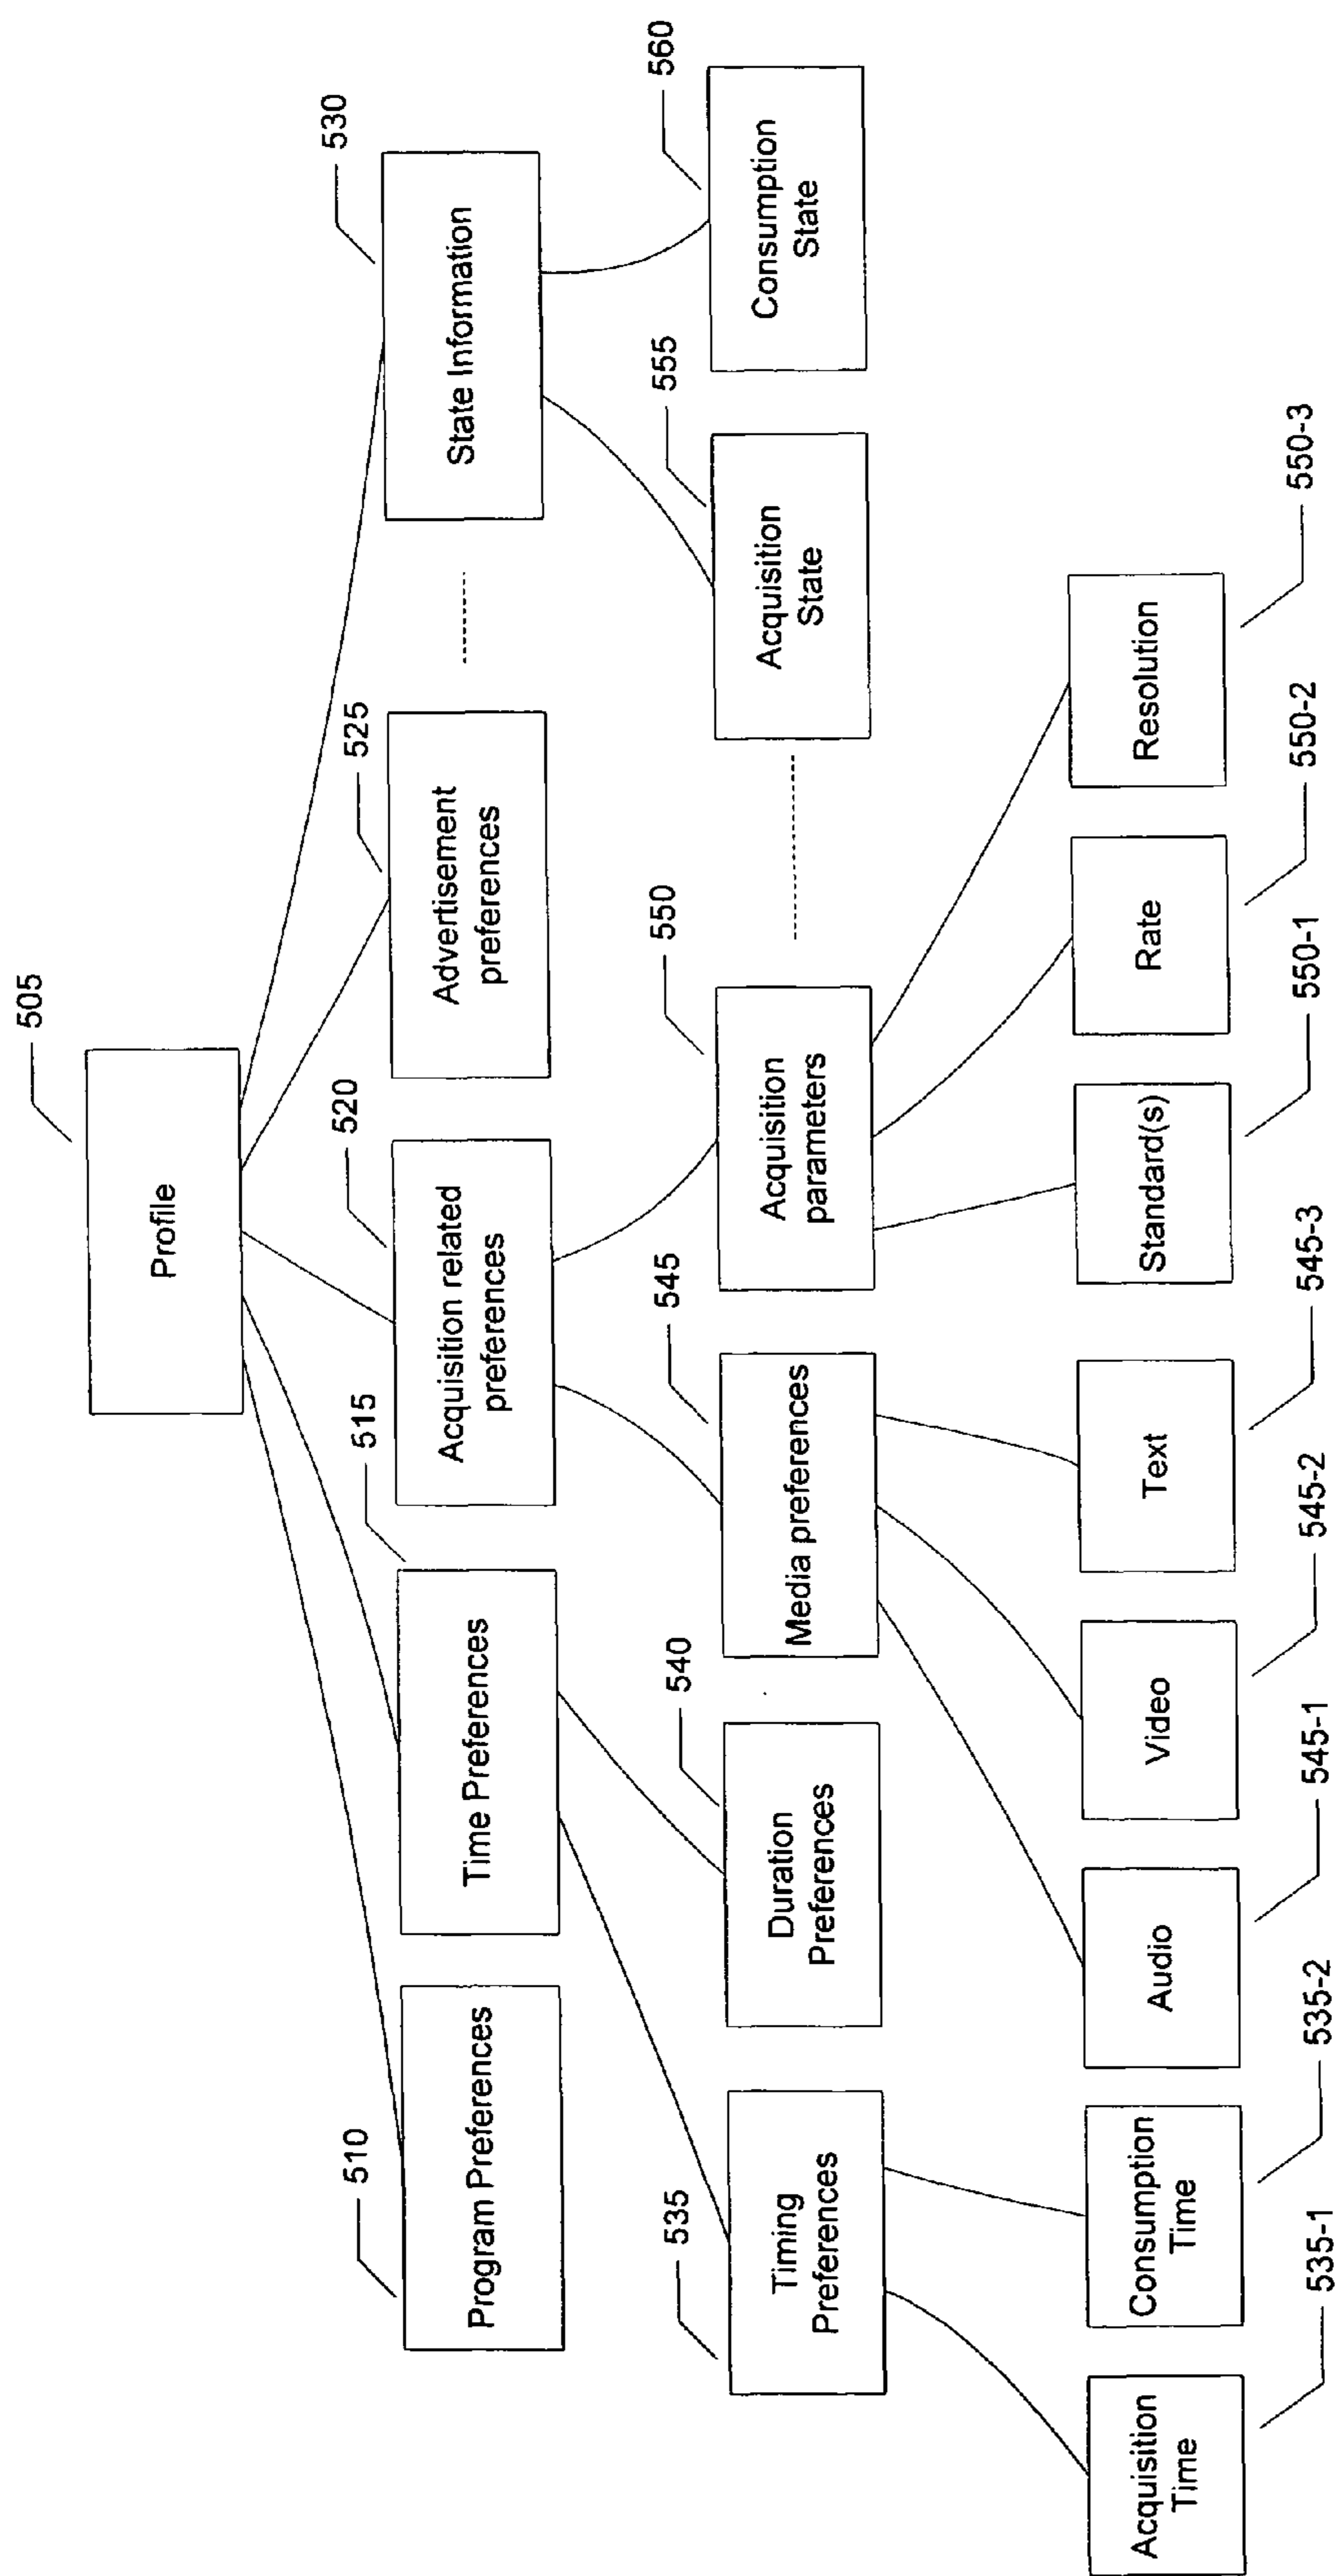 505
Profile
510
515
520
525
530
Program Preferences
Time Preferences
Acquisition related
preferences
Advertisement
preferences
State Information
535
540
545
550
555
560
Timing
Preferences
Duration
Preferences
Media preferences
Acquisition
parameters
Acquisition
State
Consumption
State
Acquisition
Time
Consumption
Time
Audio
Video
Text
Standard(s)
Rate
Resolution
535-1
535-2
545-1
545-2
545-3
550-1
550-2
550-3